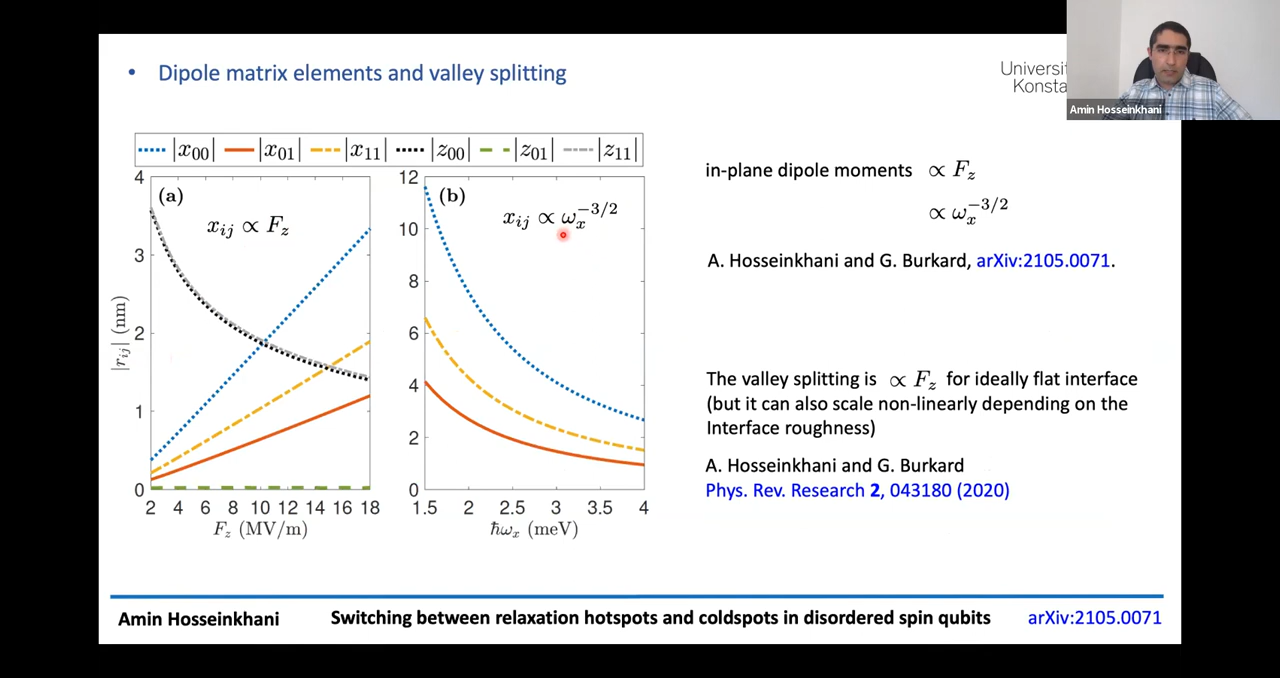 • Dipole matrix elements and valley splitting
Universit
Konsta
Amin Hosseinkhani
|x₀₀| |x₀₁| |x₁₁| |z₀₀| |z₀₁| |z₁₁|
(a)
xᵢⱼ ∝ F_z
4
3
2
1
0
|rᵢⱼ| (nm)
2 4 6 8 10 12 14 16 18
F_z (MV/m)
(b)
xᵢⱼ ∝ ωₓ^{-3/2}
12
10
8
6
4
2
0
1.5 2 2.5 3 3.5 4
ħωₓ (meV)
in-plane dipole moments ∝ F_z
∝ ωₓ^{-3/2}
A. Hosseinkhani and G. Burkard, arXiv:2105.0071.
The valley splitting is ∝ F_z for ideally flat interface
(but it can also scale non-linearly depending on the
Interface roughness)
A. Hosseinkhani and G. Burkard
Phys. Rev. Research 2, 043180 (2020)
Amin Hosseinkhani
Switching between relaxation hotspots and coldspots in disordered spin qubits
arXiv:2105.0071